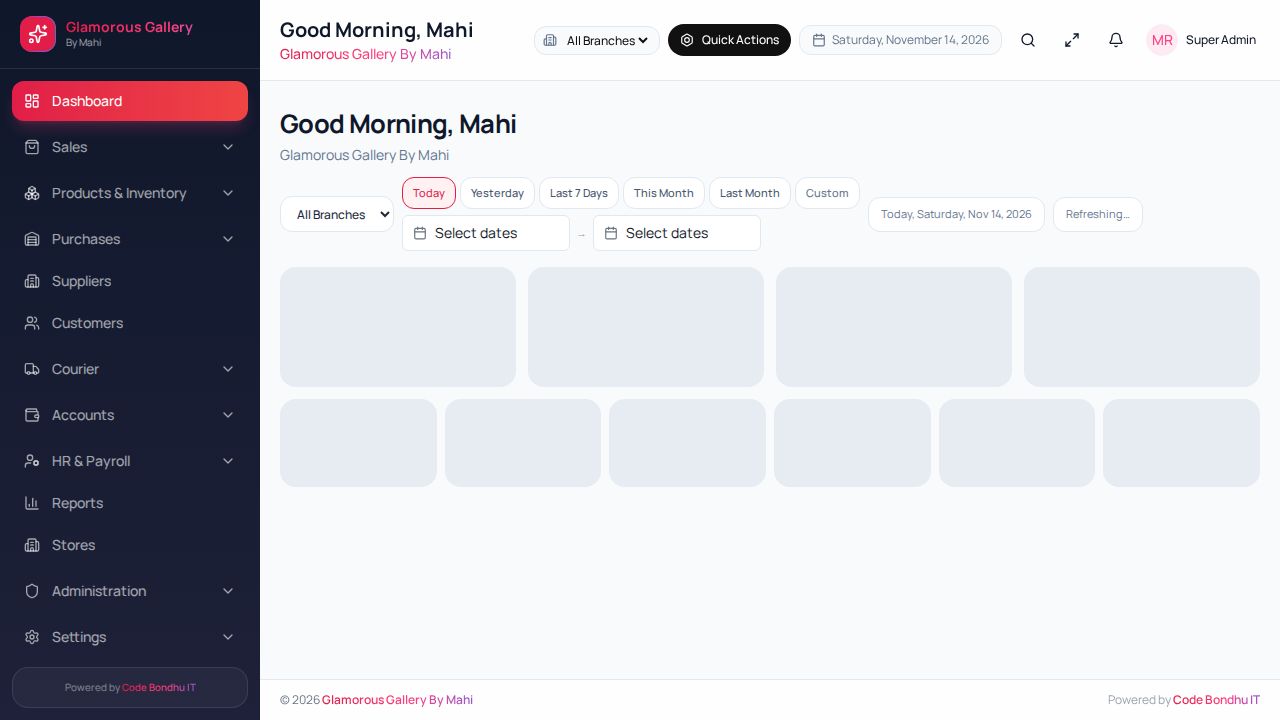 Glamorous Gallery
By Mahi
Dashboard
Sales
Products & Inventory
Purchases
Suppliers
Customers
Courier
Accounts
HR & Payroll
Reports
Stores
Administration
Settings
Powered by Code Bondhu IT
Good Morning, Mahi
Glamorous Gallery By Mahi
All Branches
Quick Actions
Saturday, November 14, 2026
MR
Super Admin
Good Morning, Mahi
Glamorous Gallery By Mahi
All Branches
Today
Yesterday
Last 7 Days
This Month
Last Month
Custom
Select dates → Select dates
Today, Saturday, Nov 14, 2026
Refreshing...
© 2026 Glamorous Gallery By Mahi
Powered by Code Bondhu IT